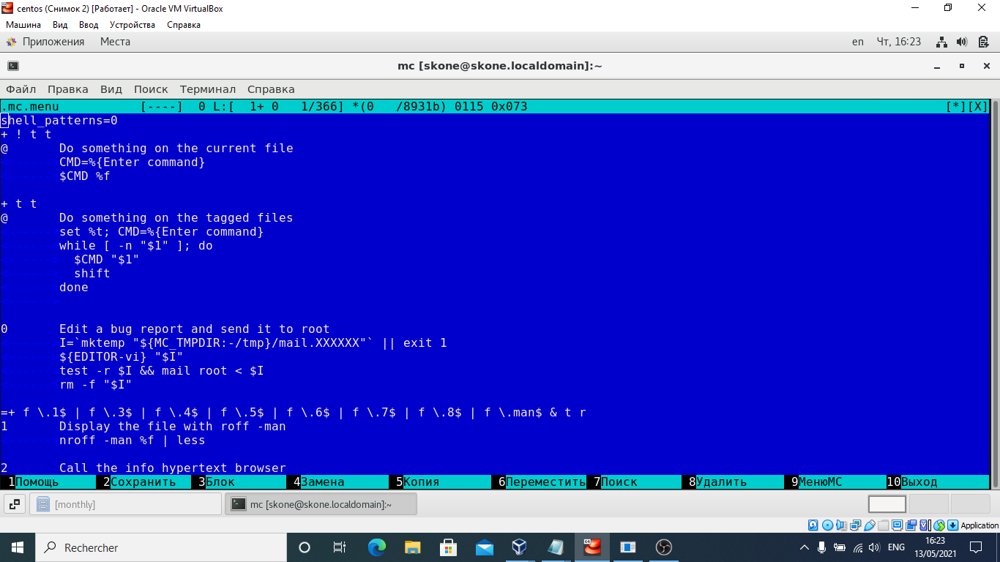 centos (Снимок 2) [Работает] - Oracle VM VirtualBox
Машина Вид Ввод Устройства Справка
Приложения Места en Чт, 16:23
mc [skone@skone.localdomain]:~
Файл Правка Вид Поиск Терминал Справка
.mc.menu [----] 0 L:[ 1+ 0 1/366] *(0 /8931b) 0115 0x073 [*][X]
shell_patterns=0
+ ! t t
@ Do something on the current file
<------>CMD=%{Enter command}
<------>$CMD %f
+ t t
@ Do something on the tagged files
<------>set %t; CMD=%{Enter command}
<------>while [ -n "$1" ]; do
<------> $CMD "$1"
<------> shift
<------>done
<------>
0 Edit a bug report and send it to root
<------>I=`mktemp "${MC_TMPDIR:-/tmp}/mail.XXXXXX"` || exit 1
<------>${EDITOR-vi} "$I"
<------>test -r $I && mail root < $I
<------>rm -f "$I"
=+ f \.1$ | f \.3$ | f \.4$ | f \.5$ | f \.6$ | f \.7$ | f \.8$ | f \.man$ & t r
1 Display the file with roff -man
<------>nroff -man %f | less
2 Call the info hypertext browser
1Помощь 2Сохранить 3Блок 4Замена 5Копия 6Переместить 7Поиск 8Удалить 9МенюМС 10Выход
[monthly] mc [skone@skone.localdomain]:~
Application
Rechercher ENG 16:23
13/05/2021